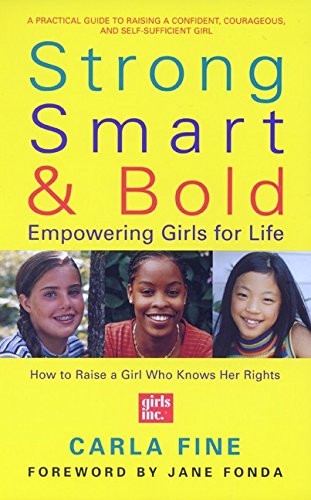 A PRACTICAL GUIDE TO RAISING A CONFIDENT, COURAGEOUS,
AND SELF-SUFFICIENT GIRL
Strong
Smart
& Bold
Empowering Girls for Life
How to Raise a Girl Who Knows Her Rights
girls
inc.®
CARLA FINE
FOREWORD BY JANE FONDA